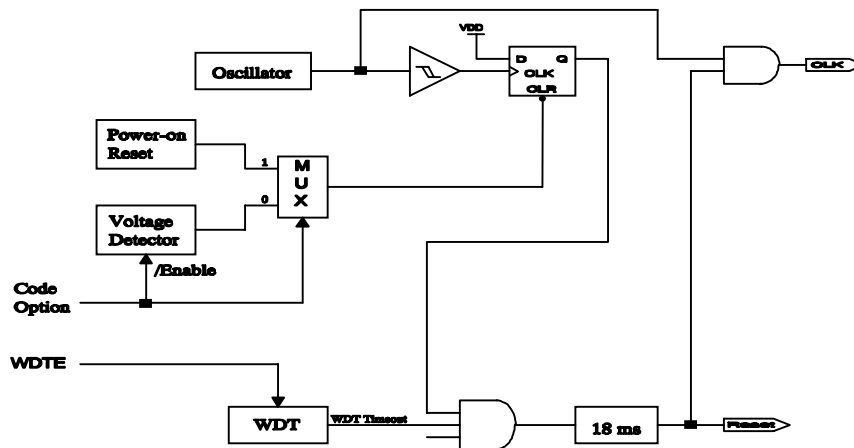 VDD
Oscillator
D Q
CLK
CLR
CLK
Power-on
Reset
1
M
U
X
0
Voltage
Detector
/Enable
Code
Option
WDTE
WDT
WDT Timeout
18 ms
Reset